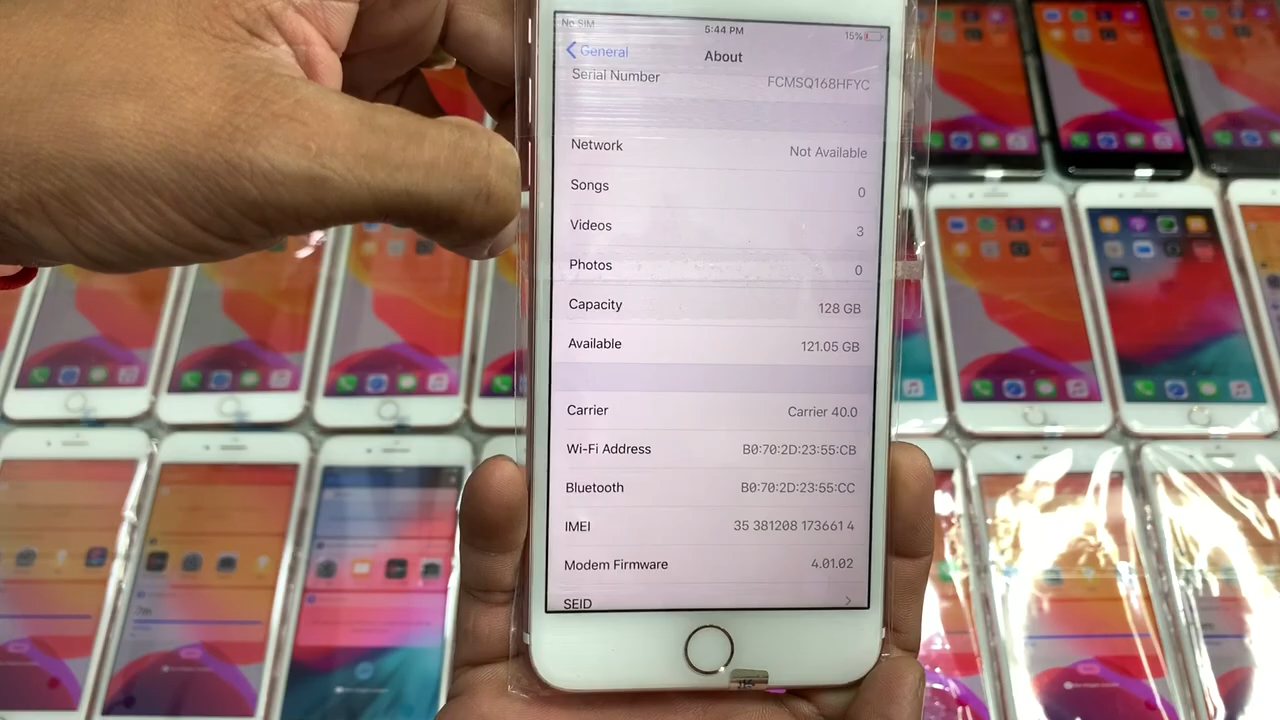 No SIM 5:44 PM 15%
General About
Serial Number FCMSQ168HFYC
Network Not Available
Songs 0
Videos 3
Photos 0
Capacity 128 GB
Available 121.05 GB
Carrier Carrier 40.0
Wi-Fi Address B0:70:2D:23:55:CB
Bluetooth B0:70:2D:23:55:CC
IMEI 35 381208 173661 4
Modem Firmware 4.01.02
SEID